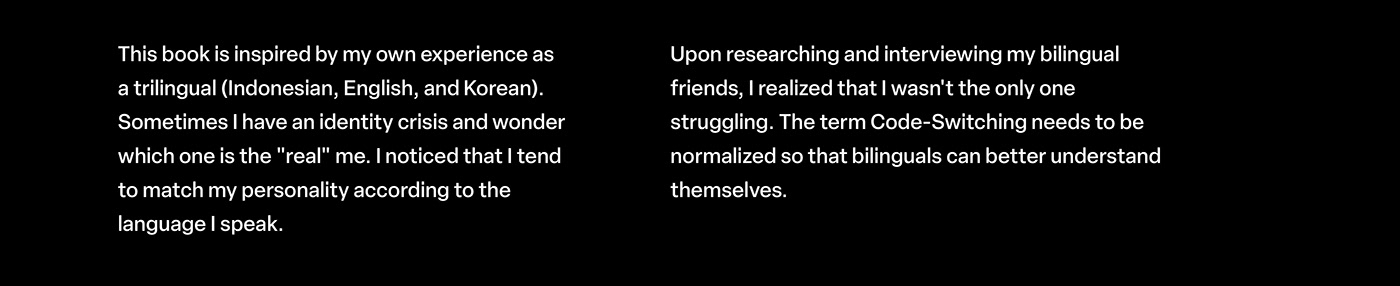 This book is inspired by my own experience as
a trilingual (Indonesian, English, and Korean).
Sometimes I have an identity crisis and wonder
which one is the "real" me. I noticed that I tend
to match my personality according to the
language I speak.
Upon researching and interviewing my bilingual
friends, I realized that I wasn't the only one
struggling. The term Code-Switching needs to be
normalized so that bilinguals can better understand
themselves.